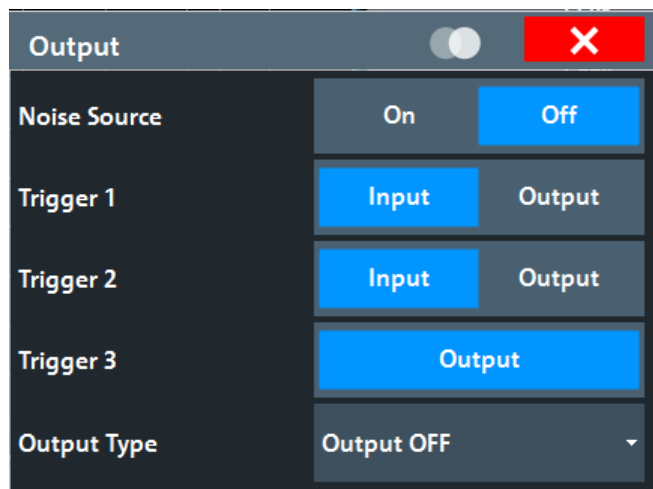 Output
Noise Source On Off
Trigger 1 Input Output
Trigger 2 Input Output
Trigger 3 Output
Output Type Output OFF